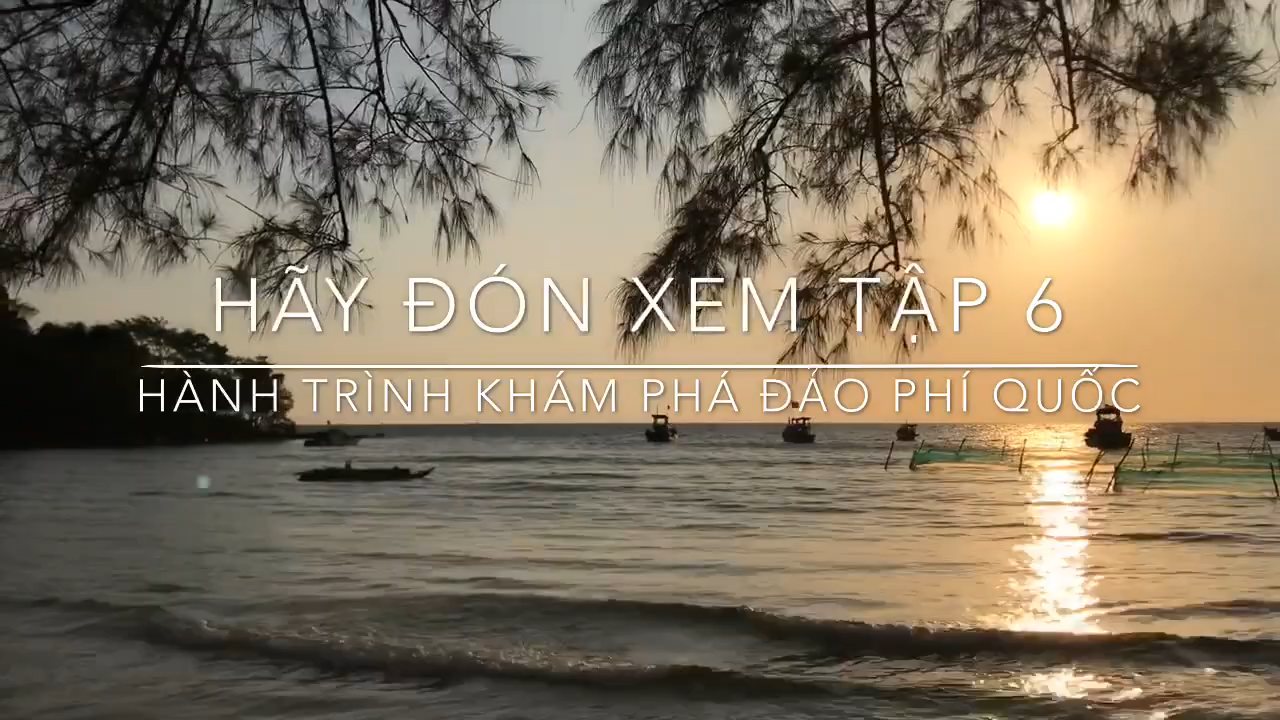 HÃY ĐÓN XEM TẬP 6
HÀNH TRÌNH KHÁM PHÁ ĐẢO PHÍ QUỐC